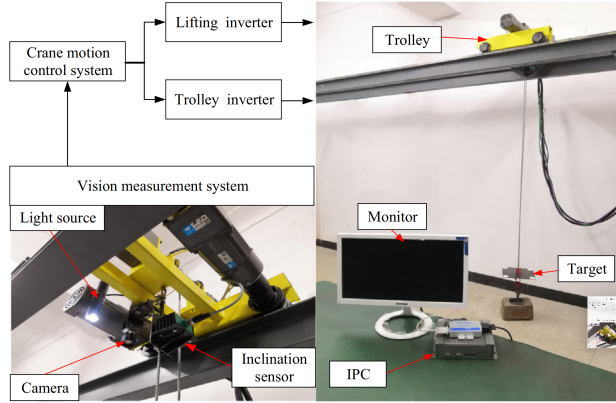 Lifting inverter
Crane motion
control system
Trolley inverter
Vision measurement system
Light source
Camera
Inclination
sensor
Trolley
Monitor
Target
IPC